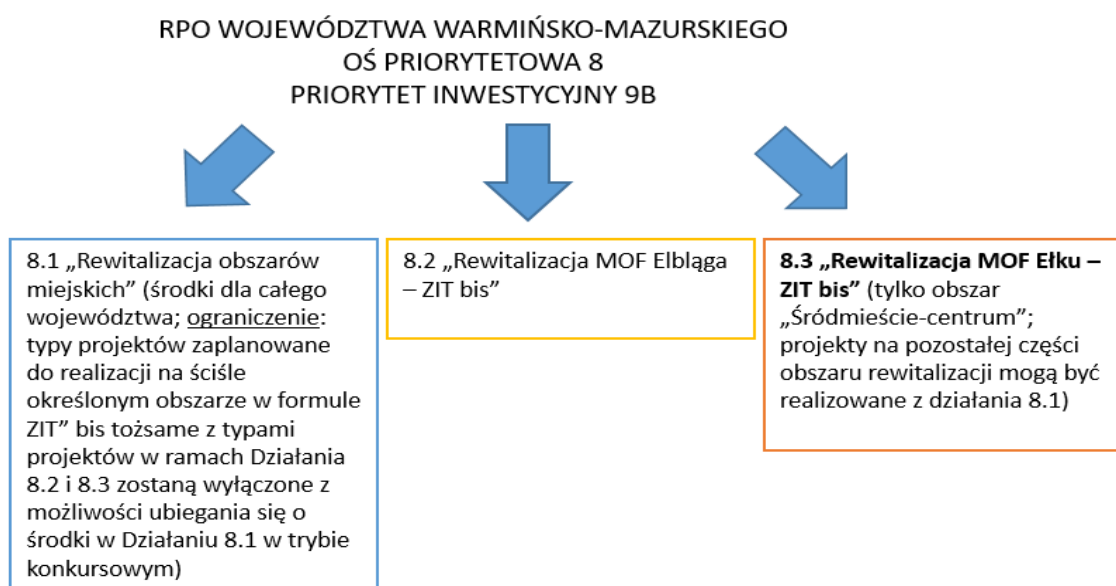 RPO WOJEWÓDZTWA WARMIŃSKO-MAZURSKIEGO
OŚ PRIORYTETOWA 8
PRIORYTET INWESTYCYJNY 9B
8.1 „Rewitalizacja obszarów
miejskich” (środki dla całego
województwa; ograniczenie:
typy projektów zaplanowane
do realizacji na ściśle
określonym obszarze w formule
ZIT” bis tożsame z typami
projektów w ramach Działania
8.2 i 8.3 zostaną wyłączone z
możliwości ubiegania się o
środki w Działaniu 8.1 w trybie
konkursowym)
8.2 „Rewitalizacja MOF Elbląga
– ZIT bis”
8.3 „Rewitalizacja MOF Ełku –
ZIT bis” (tylko obszar
„Śródmieście-centrum”;
projekty na pozostałej części
obszaru rewitalizacji mogą być
realizowane z działania 8.1)